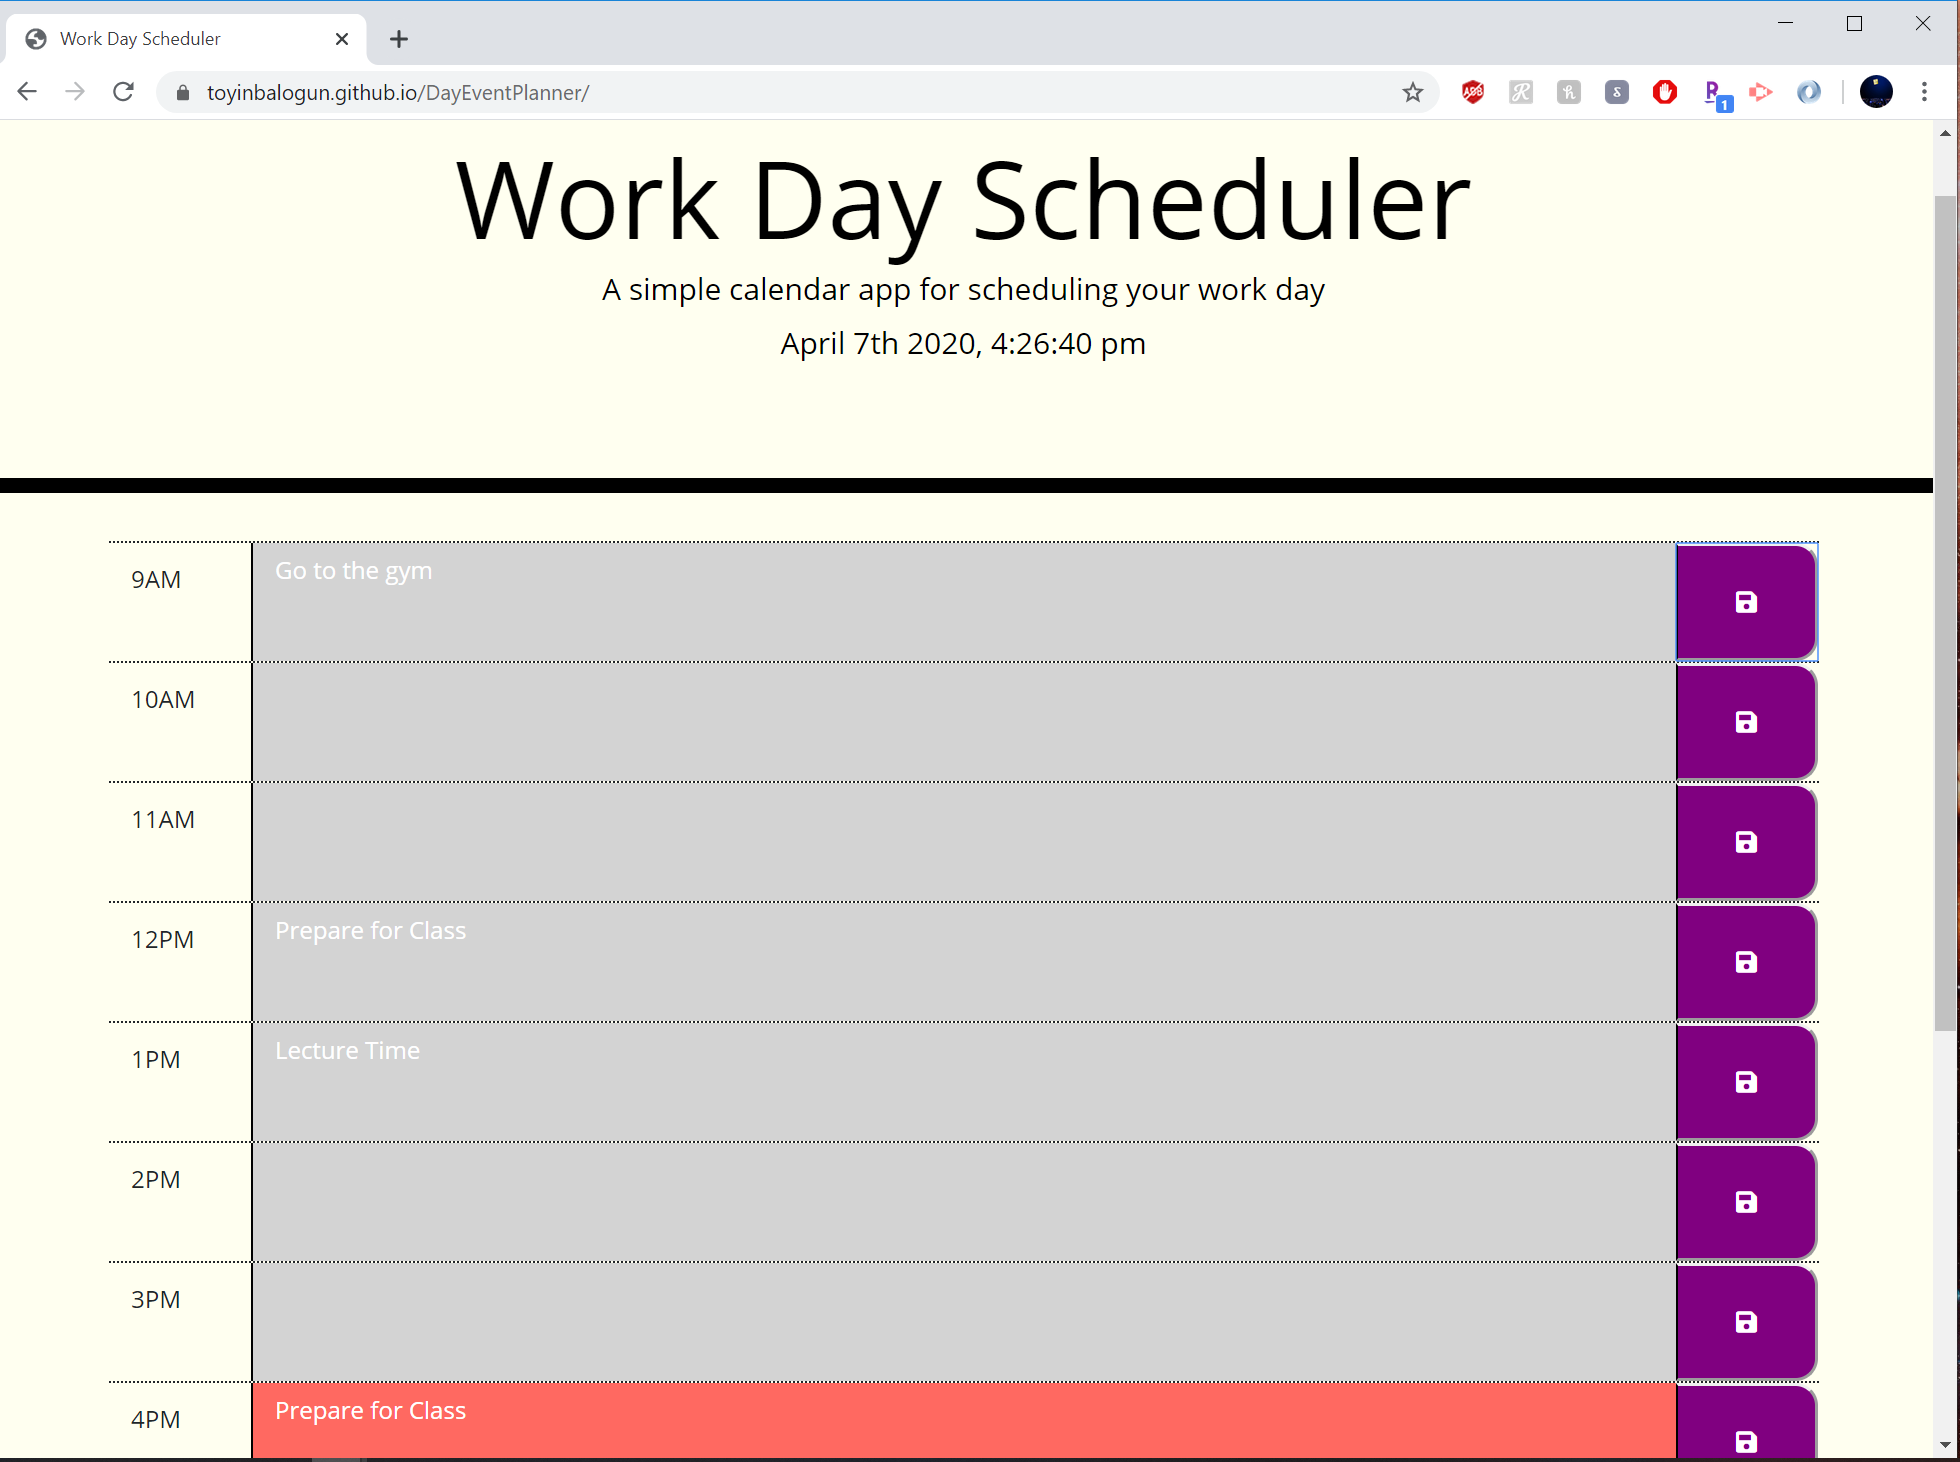 Work Day Scheduler
toyinbalogun.github.io/DayEventPlanner/
ADB
R
h
s
R
1
Work Day Scheduler
A simple calendar app for scheduling your work day
April 7th 2020, 4:26:40 pm
9AM
Go to the gym
10AM
11AM
12PM
Prepare for Class
1PM
Lecture Time
2PM
3PM
4PM
Prepare for Class